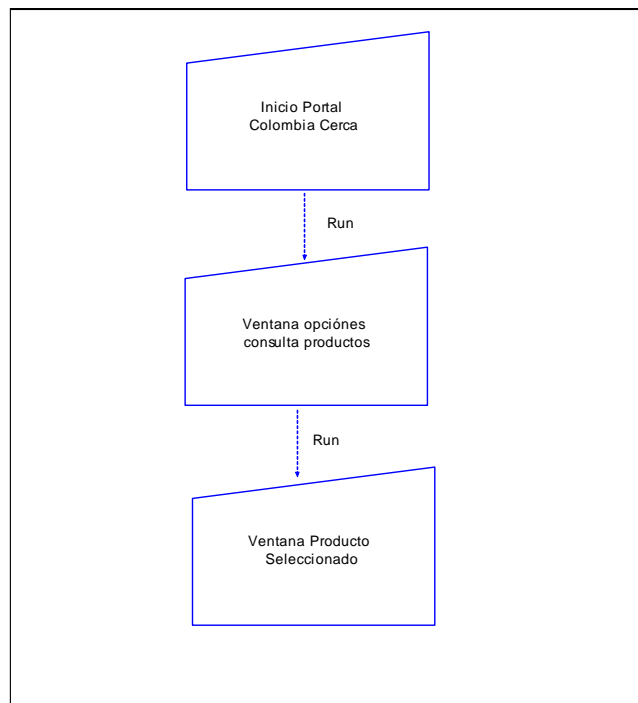 Inicio Portal
Colombia Cerca
Run
Ventana opciónes
consulta productos
Run
Ventana Producto
Seleccionado